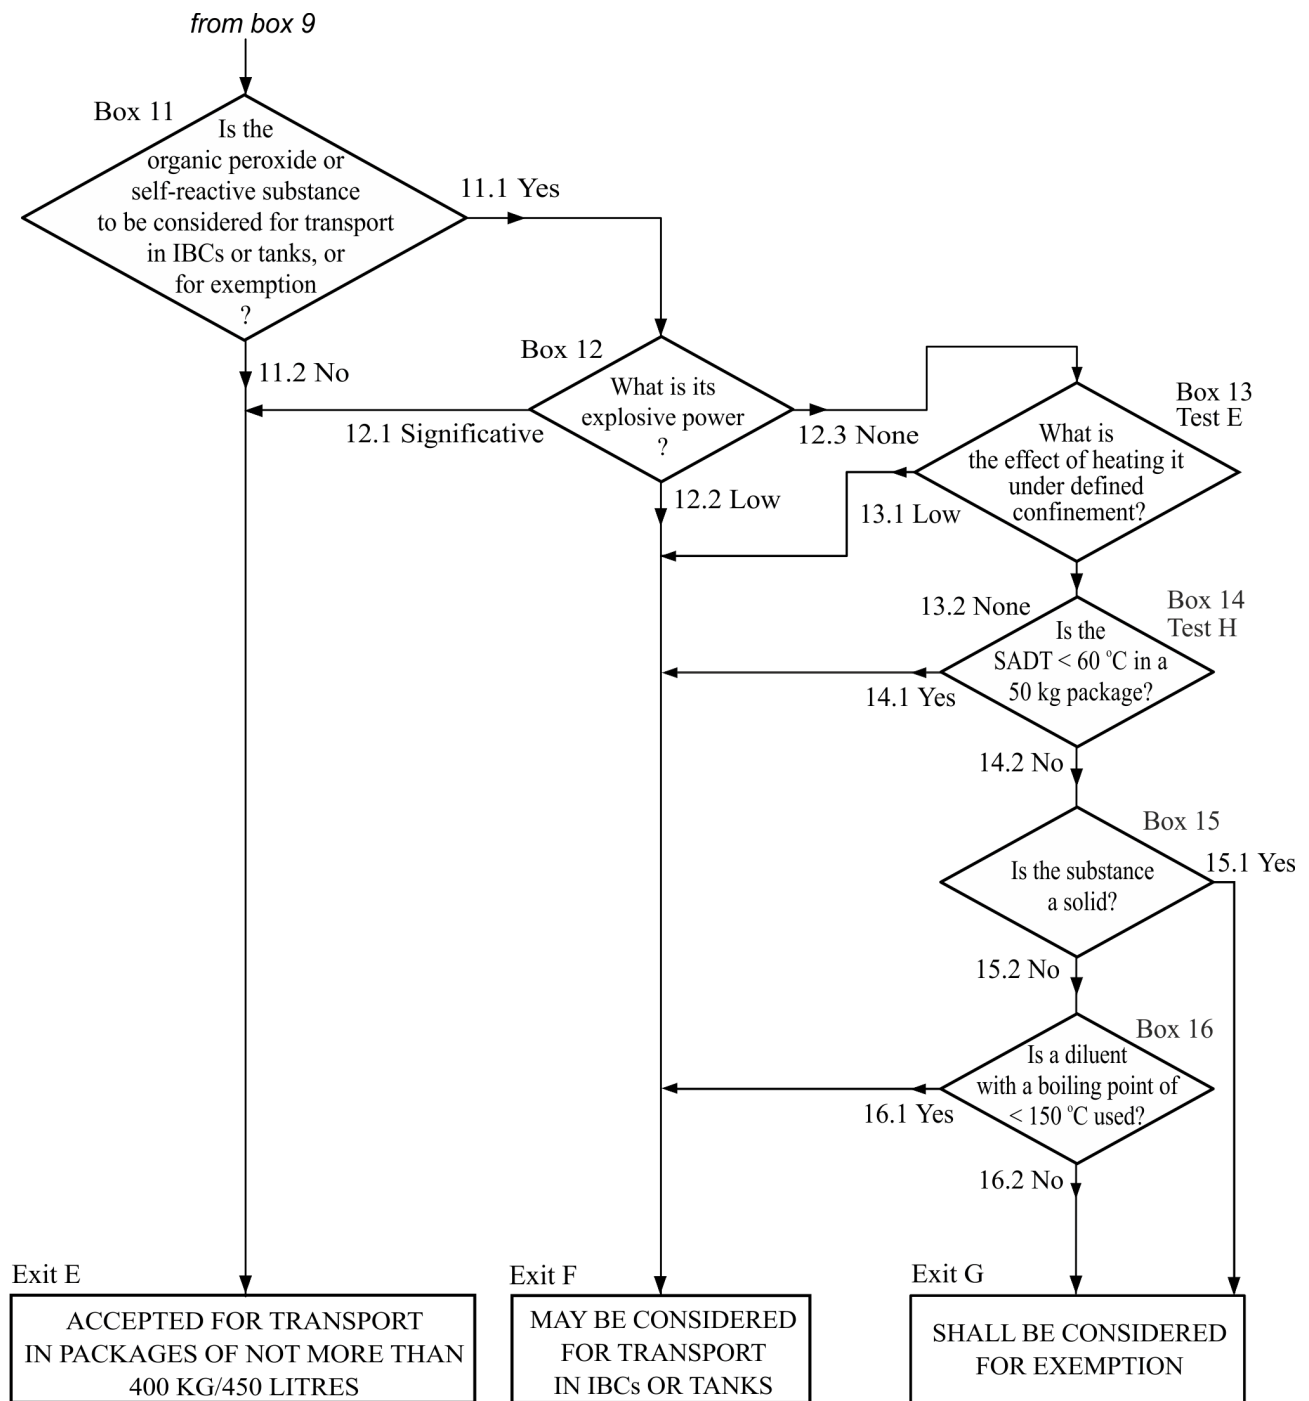 from box 9
Box 11
Is the
organic peroxide or
self-reactive substance
to be considered for transport
in IBCs or tanks, or
for exemption
?
11.1 Yes
11.2 No
Box 12
What is its
explosive power
?
12.1 Significative
12.2 Low
12.3 None
Box 13
Test E
What is
the effect of heating it
under defined
confinement?
13.1 Low
13.2 None
Box 14
Test H
Is the
SADT < 60 °C in a
50 kg package?
14.1 Yes
14.2 No
Box 15
Is the substance
a solid?
15.1 Yes
15.2 No
Box 16
Is a diluent
with a boiling point of
< 150 °C used?
16.1 Yes
16.2 No
Exit E
ACCEPTED FOR TRANSPORT
IN PACKAGES OF NOT MORE THAN
400 KG/450 LITRES
Exit F
MAY BE CONSIDERED
FOR TRANSPORT
IN IBCs OR TANKS
Exit G
SHALL BE CONSIDERED
FOR EXEMPTION